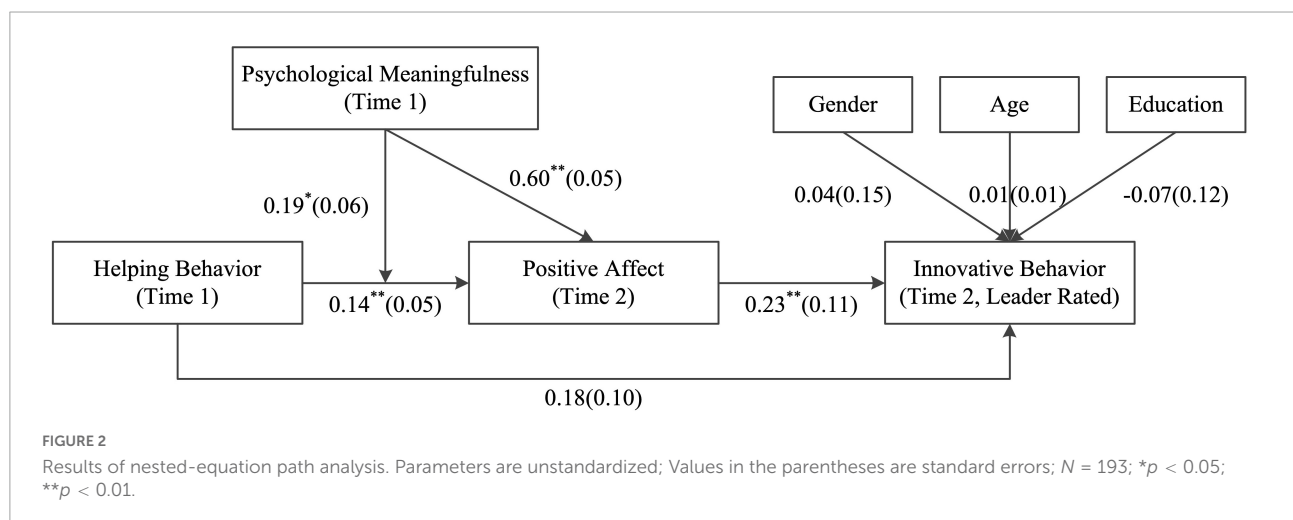 Psychological Meaningfulness
(Time 1)
Gender
Age
Education
0.19*(0.06)
0.60**(0.05)
0.04(0.15)
0.01(0.01)
-0.07(0.12)
Helping Behavior
(Time 1)
0.14**(0.05)
Positive Affect
(Time 2)
0.23**(0.11)
Innovative Behavior
(Time 2, Leader Rated)
0.18(0.10)
FIGURE 2
Results of nested-equation path analysis. Parameters are unstandardized; Values in the parentheses are standard errors; N = 193; *p < 0.05;
**p < 0.01.